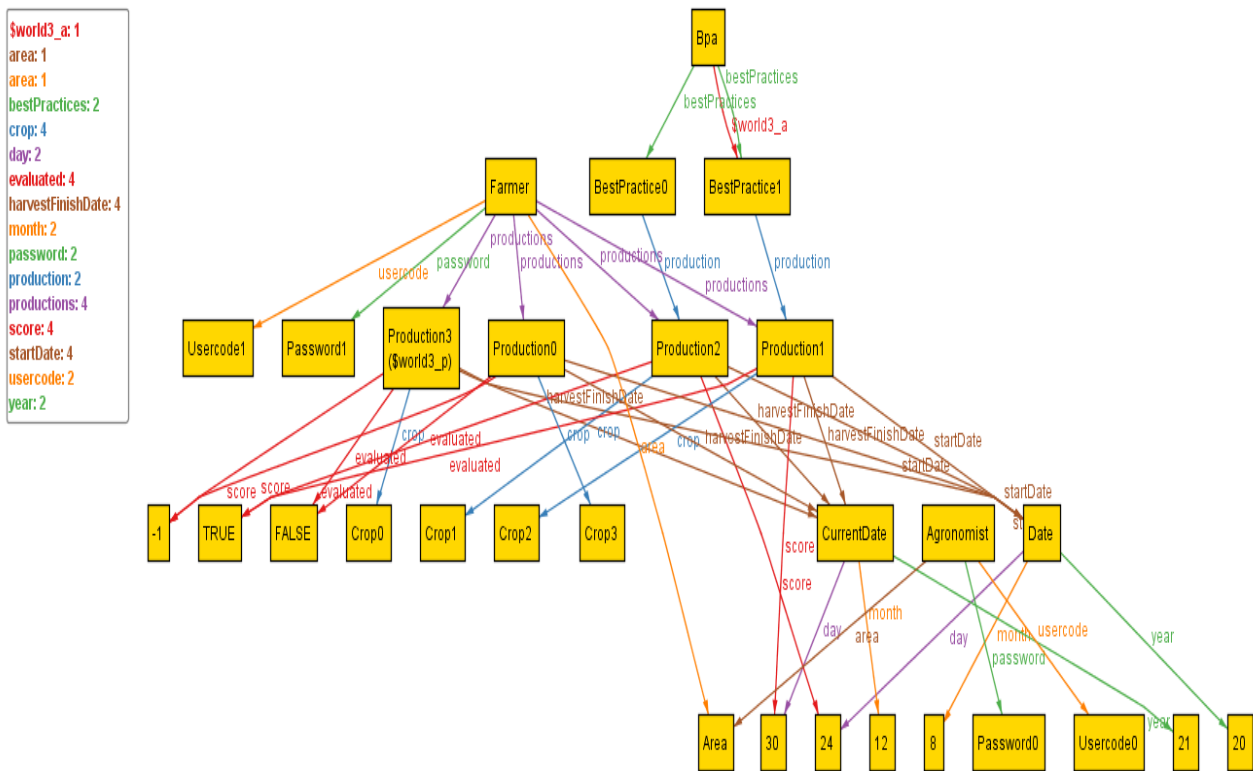 $world3_a: 1
area: 1
area: 1
bestPractices: 2
crop: 4
day: 2
evaluated: 4
harvestFinishDate: 4
month: 2
password: 2
production: 2
productions: 4
score: 4
startDate: 4
usercode: 2
year: 2
Bpa
bestPractices
bestPractices
$world3_a
Farmer
BestPractice0
BestPractice1
productions
productions
productions
productions
production
production
usercode
password
Usercode1
Password1
Production3
($world3_p)
Production0
Production2
Production1
harvestFinishDate
harvestFinishDate
harvestFinishDate
harvestFinishDate
crop
crop
crop
crop
evaluated
evaluated
evaluated
evaluated
area
startDate
startDate
startDate
score
score
-1
TRUE
FALSE
Crop0
Crop1
Crop2
Crop3
CurrentDate
Agronomist
Date
score
score
day
month
area
month
usercode
password
day
year
year
Area
30
24
12
8
Password0
Usercode0
21
20